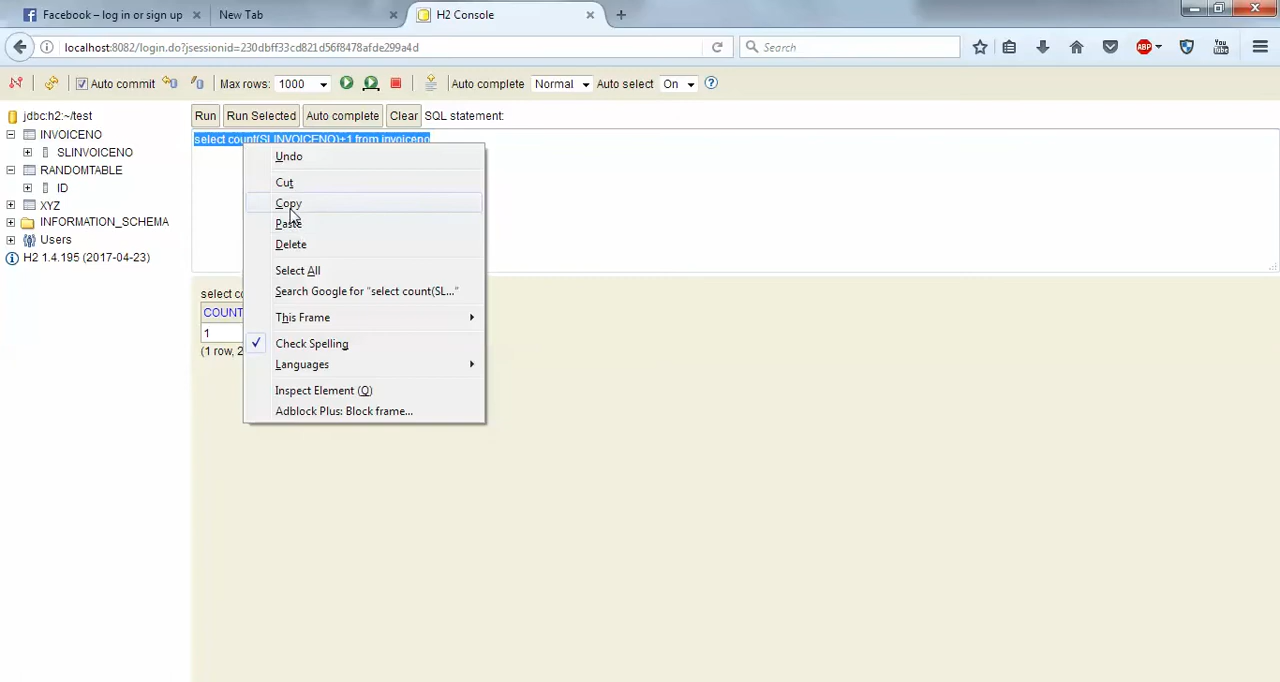 Facebook – log in or sign up
New Tab
H2 Console
localhost:8082/login.do?jsessionid=230dbff33cd821d56f8478afde299a4d
Search
ABP
You Tube
Auto commit
Max rows: 1000
Auto complete Normal
Auto select On
jdbc:h2:~/test
INVOICENO
SLINVOICENO
RANDOMTABLE
ID
XYZ
INFORMATION_SCHEMA
Users
H2 1.4.195 (2017-04-23)
Run
Run Selected
Auto complete
Clear
SQL statement:
select count(SLINVOICENO)+1 from invoiceno
Undo
Cut
Copy
Paste
Delete
Select All
Search Google for "select count(SL..."
This Frame
Check Spelling
Languages
Inspect Element (Q)
Adblock Plus: Block frame...
select co
COUNT
1
(1 row, 2